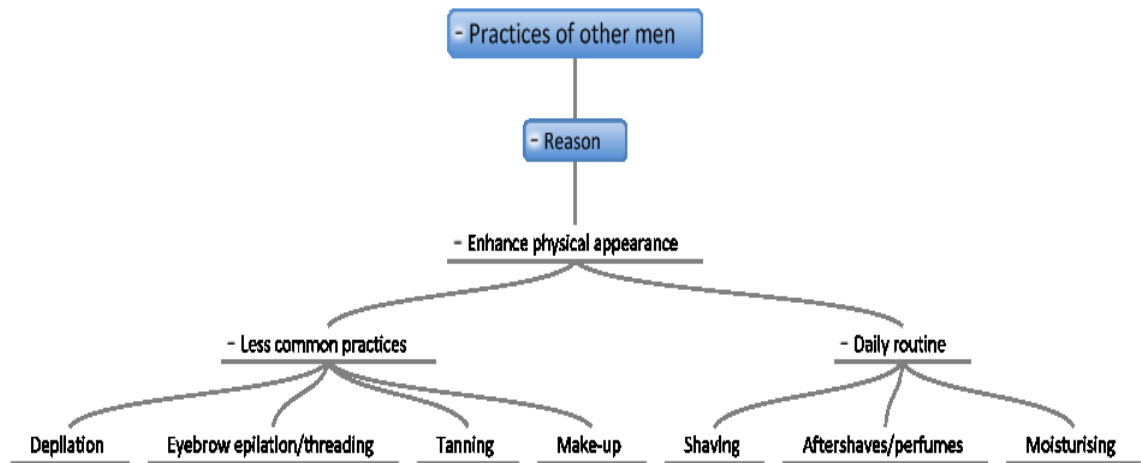 - Practices of other men
- Reason
- Enhance physical appearance
- Less common practices
- Daily routine
Depilation
Eyebrow epilation/threading
Tanning
Make-up
Shaving
Aftershaves/perfumes
Moisturising